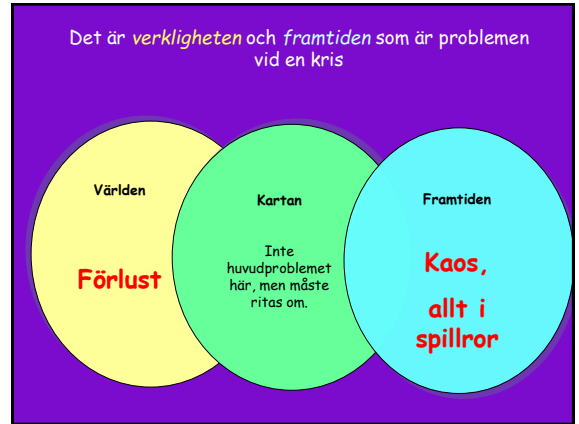 Det är verkligheten och framtiden som är problemen
vid en kris
Världen
Förlust
Kartan
Inte
huvudproblemet
här, men måste
ritas om.
Framtiden
Kaos,
allt i
spillror